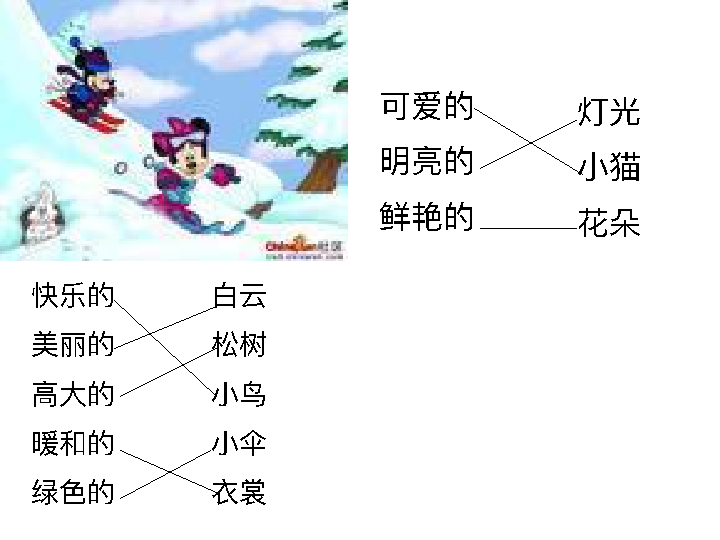 可爱的 灯光
明亮的 小猫
鲜艳的 花朵
社区
快乐的 白云
美丽的 松树
高大的 小鸟
暖和的 小伞
绿色的 衣裳